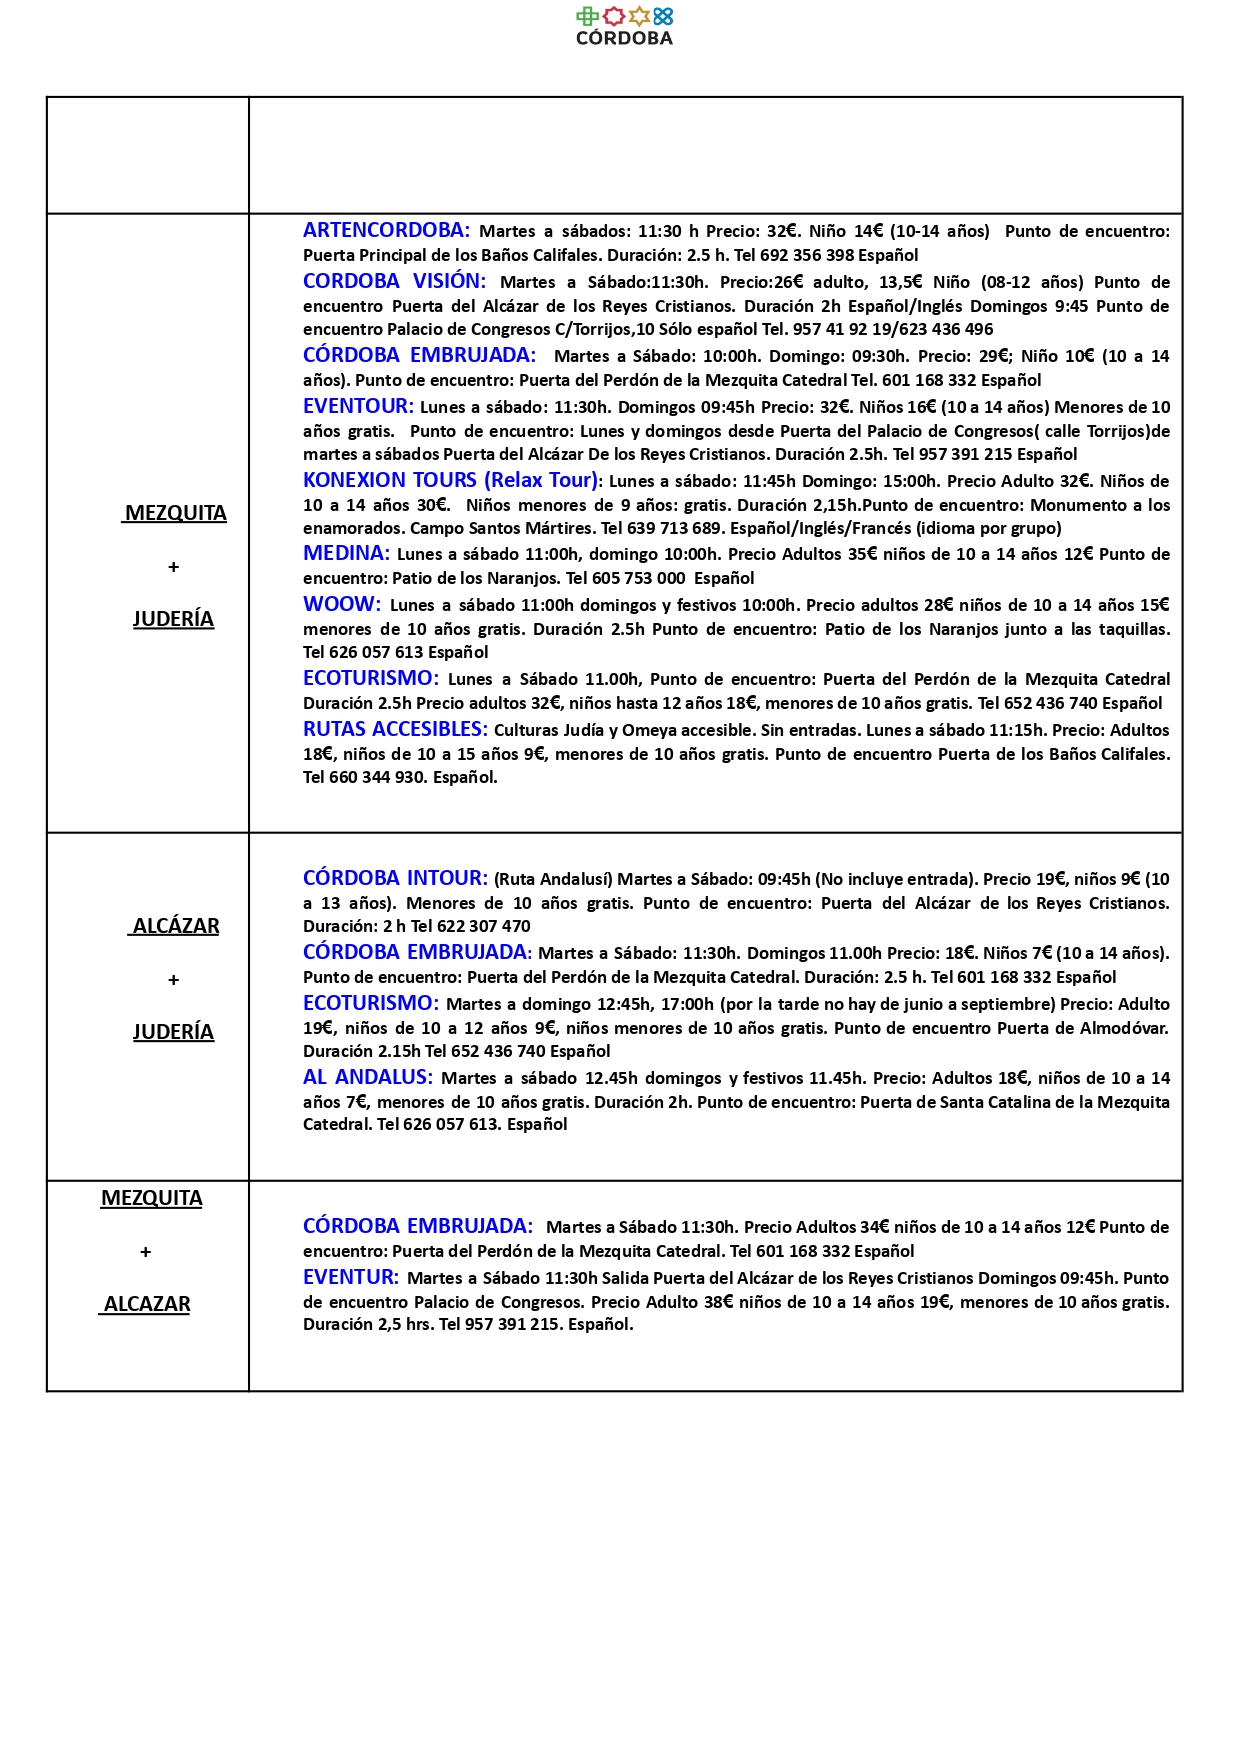 CÓRDOBA
MEZQUITA
+
JUDERÍA
ARTENCORDOBA: Martes a sábados: 11:30 h Precio: 32€. Niño 14€ (10-14 años) Punto de encuentro:
Puerta Principal de los Baños Califales. Duración: 2.5 h. Tel 692 356 398 Español
CORDOBA VISIÓN: Martes a Sábado:11:30h. Precio:26€ adulto, 13,5€ Niño (08-12 años) Punto de
encuentro Puerta del Alcázar de los Reyes Cristianos. Duración 2h Español/Inglés Domingos 9:45 Punto de
encuentro Palacio de Congresos C/Torrijos,10 Sólo español Tel. 957 41 92 19/623 436 496
CÓRDOBA EMBRUJADA: Martes a Sábado: 10:00h. Domingo: 09:30h. Precio: 29€; Niño 10€ (10 a 14
años). Punto de encuentro: Puerta del Perdón de la Mezquita Catedral Tel. 601 168 332 Español
EVENTOUR: Lunes a sábado: 11:30h. Domingos 09:45h Precio: 32€. Niños 16€ (10 a 14 años) Menores de 10
años gratis. Punto de encuentro: Lunes y domingos desde Puerta del Palacio de Congresos( calle Torrijos)de
martes a sábados Puerta del Alcázar De los Reyes Cristianos. Duración 2.5h. Tel 957 391 215 Español
KONEXION TOURS (Relax Tour): Lunes a sábado: 11:45h Domingo: 15:00h. Precio Adulto 32€. Niños de
10 a 14 años 30€. Niños menores de 9 años: gratis. Duración 2,15h.Punto de encuentro: Monumento a los
enamorados. Campo Santos Mártires. Tel 639 713 689. Español/Inglés/Francés (idioma por grupo)
MEDINA: Lunes a sábado 11:00h, domingo 10:00h. Precio Adultos 35€ niños de 10 a 14 años 12€ Punto de
encuentro: Patio de los Naranjos. Tel 605 753 000 Español
WOOW: Lunes a sábado 11:00h domingos y festivos 10:00h. Precio adultos 28€ niños de 10 a 14 años 15€
menores de 10 años gratis. Duración 2.5h Punto de encuentro: Patio de los Naranjos junto a las taquillas.
Tel 626 057 613 Español
ECOTURISMO: Lunes a Sábado 11.00h, Punto de encuentro: Puerta del Perdón de la Mezquita Catedral
Duración 2.5h Precio adultos 32€, niños hasta 12 años 18€, menores de 10 años gratis. Tel 652 436 740 Español
RUTAS ACCESIBLES: Culturas Judía y Omeya accesible. Sin entradas. Lunes a sábado 11:15h. Precio: Adultos
18€, niños de 10 a 15 años 9€, menores de 10 años gratis. Punto de encuentro Puerta de los Baños Califales.
Tel 660 344 930. Español.
ALCÁZAR
+
JUDERÍA
CÓRDOBA INTOUR: (Ruta Andalusí) Martes a Sábado: 09:45h (No incluye entrada). Precio 19€, niños 9€ (10
a 13 años). Menores de 10 años gratis. Punto de encuentro: Puerta del Alcázar de los Reyes Cristianos.
Duración: 2 h Tel 622 307 470
CÓRDOBA EMBRUJADA: Martes a Sábado: 11:30h. Domingos 11.00h Precio: 18€. Niños 7€ (10 a 14 años).
Punto de encuentro: Puerta del Perdón de la Mezquita Catedral. Duración: 2.5 h. Tel 601 168 332 Español
ECOTURISMO: Martes a domingo 12:45h, 17:00h (por la tarde no hay de junio a septiembre) Precio: Adulto
19€, niños de 10 a 12 años 9€, niños menores de 10 años gratis. Punto de encuentro Puerta de Almodóvar.
Duración 2.15h Tel 652 436 740 Español
AL ANDALUS: Martes a sábado 12.45h domingos y festivos 11.45h. Precio: Adultos 18€, niños de 10 a 14
años 7€, menores de 10 años gratis. Duración 2h. Punto de encuentro: Puerta de Santa Catalina de la Mezquita
Catedral. Tel 626 057 613. Español
MEZQUITA
+
ALCAZAR
CÓRDOBA EMBRUJADA: Martes a Sábado 11:30h. Precio Adultos 34€ niños de 10 a 14 años 12€ Punto de
encuentro: Puerta del Perdón de la Mezquita Catedral. Tel 601 168 332 Español
EVENTUR: Martes a Sábado 11:30h Salida Puerta del Alcázar de los Reyes Cristianos Domingos 09:45h. Punto
de encuentro Palacio de Congresos. Precio Adulto 38€ niños de 10 a 14 años 19€, menores de 10 años gratis.
Duración 2,5 hrs. Tel 957 391 215. Español.